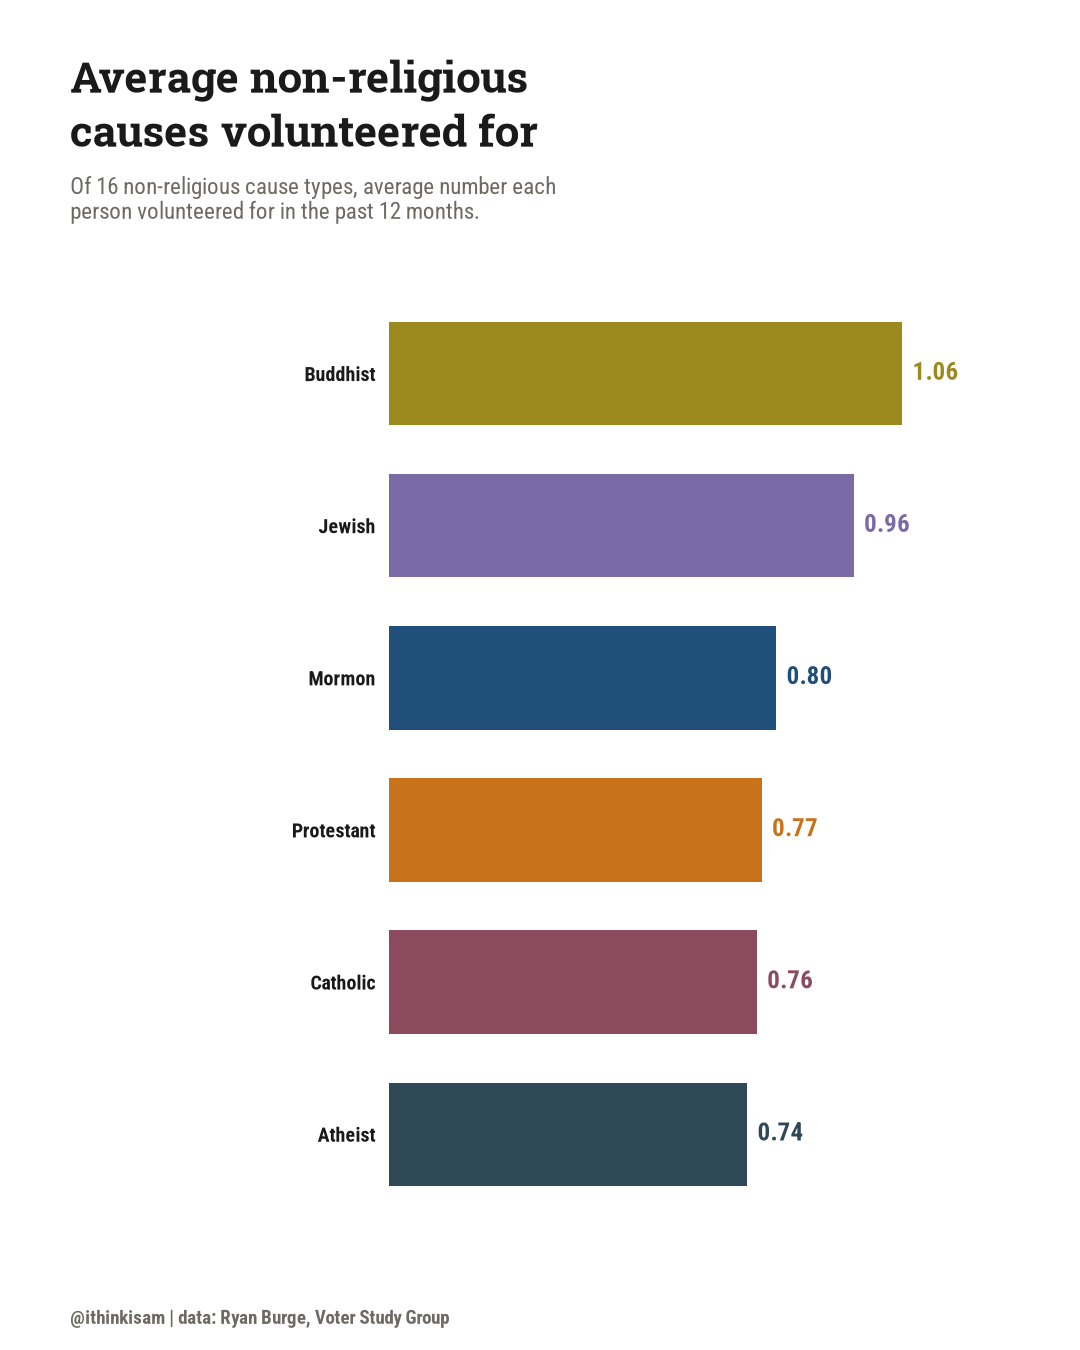 Average non-religious
causes volunteered for
Of 16 non-religious cause types, average number each
person volunteered for in the past 12 months.
Buddhist 1.06
Jewish 0.96
Mormon 0.80
Protestant 0.77
Catholic 0.76
Atheist 0.74
@ithinkisam | data: Ryan Burge, Voter Study Group